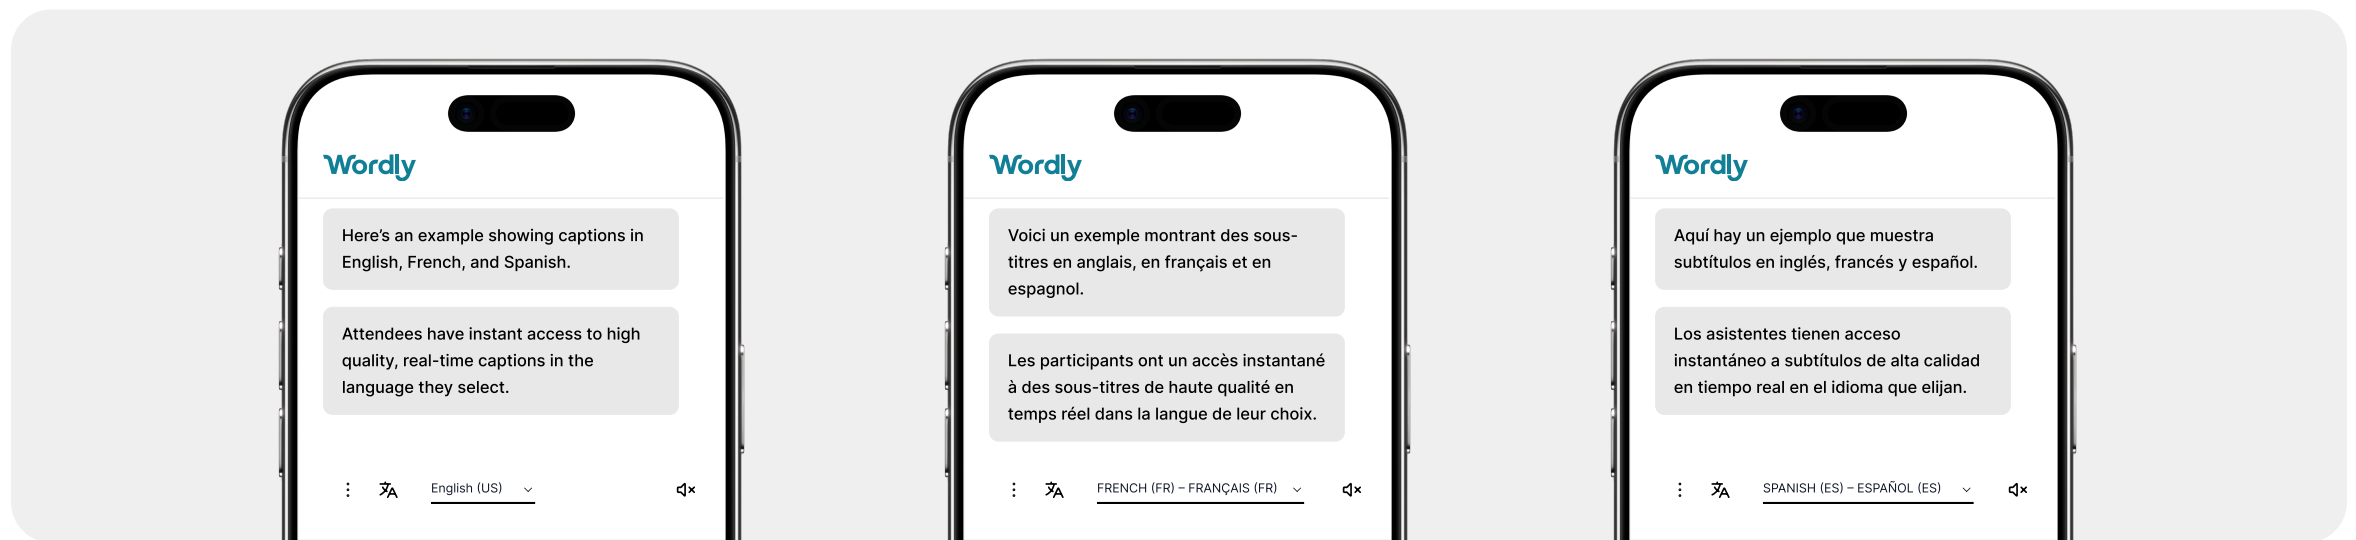 Wordly
Here’s an example showing captions in
English, French, and Spanish.
Attendees have instant access to high
quality, real-time captions in the
language they select.
English (US)
Wordly
Voici un exemple montrant des sous-
titres en anglais, en français et en
espagnol.
Les participants ont un accès instantané
à des sous-titres de haute qualité en
temps réel dans la langue de leur choix.
FRENCH (FR) – FRANÇAIS (FR)
Wordly
Aquí hay un ejemplo que muestra
subtítulos en inglés, francés y español.
Los asistentes tienen acceso
instantáneo a subtítulos de alta calidad
en tiempo real en el idioma que elijan.
SPANISH (ES) – ESPAÑOL (ES)